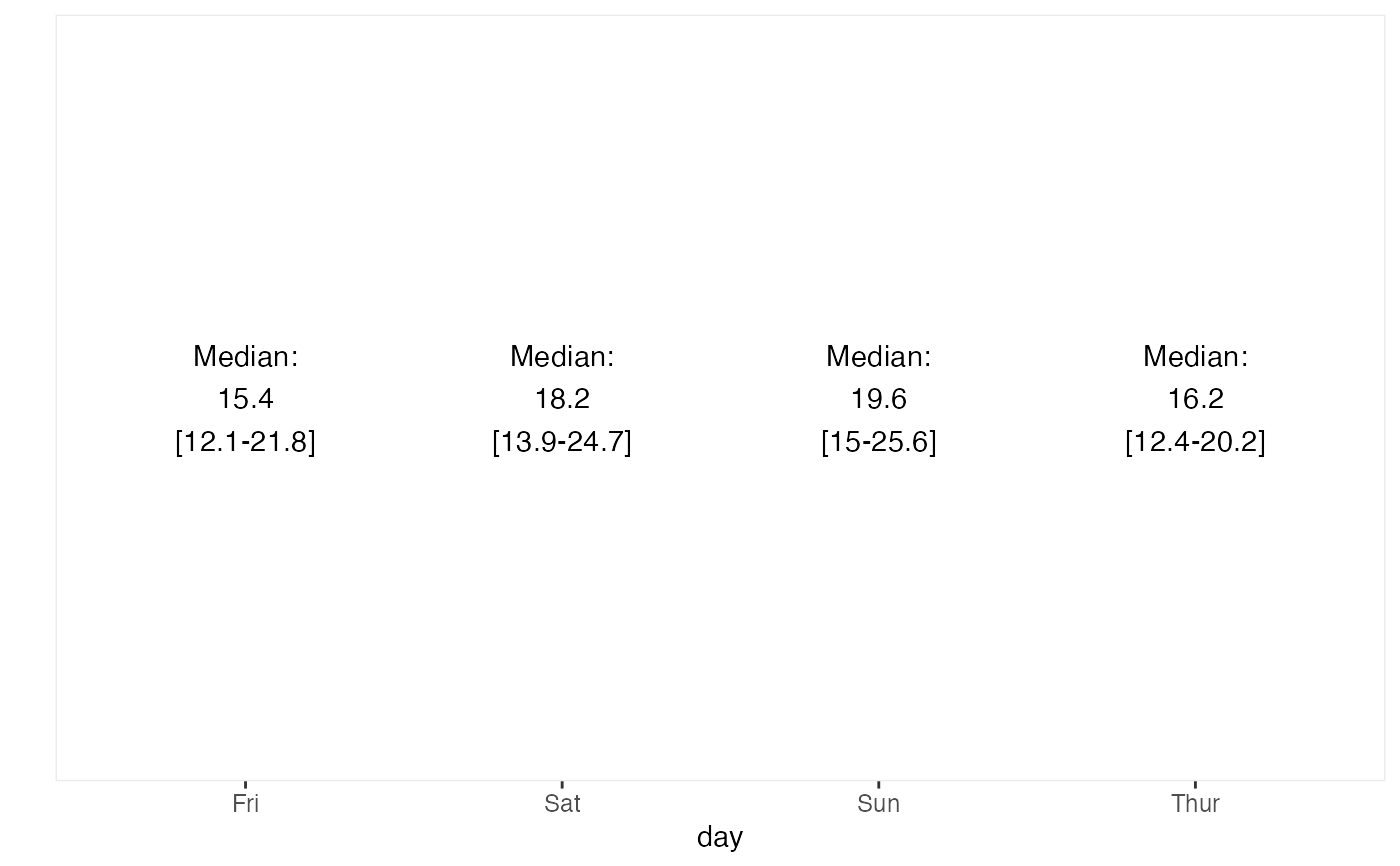 Median: Median: Median: Median:
15.4 18.2 19.6 16.2
[12.1-21.8] [13.9-24.7] [15-25.6] [12.4-20.2]
Fri Sat Sun Thur
day